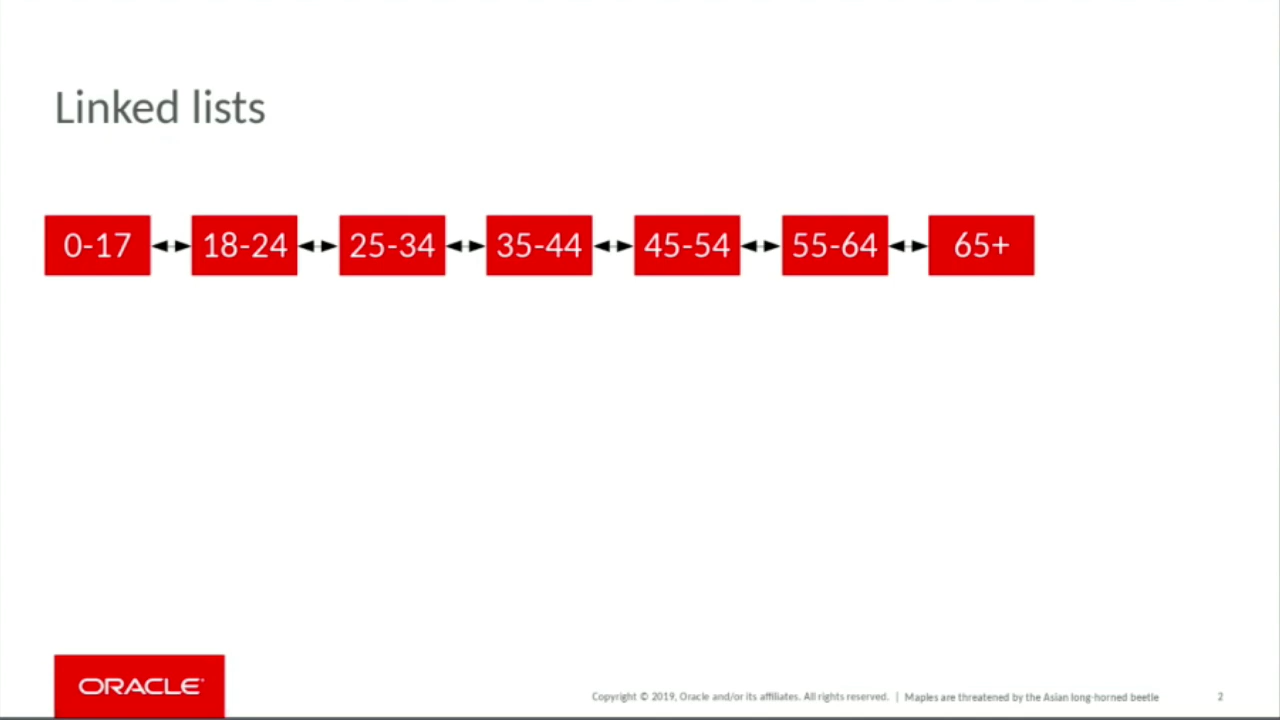 Linked lists
0-17 18-24 25-34 35-44 45-54 55-64 65+
ORACLE
Copyright © 2019, Oracle and/or its affiliates. All rights reserved. | Maples are threatened by the Asian long-horned beetle 2